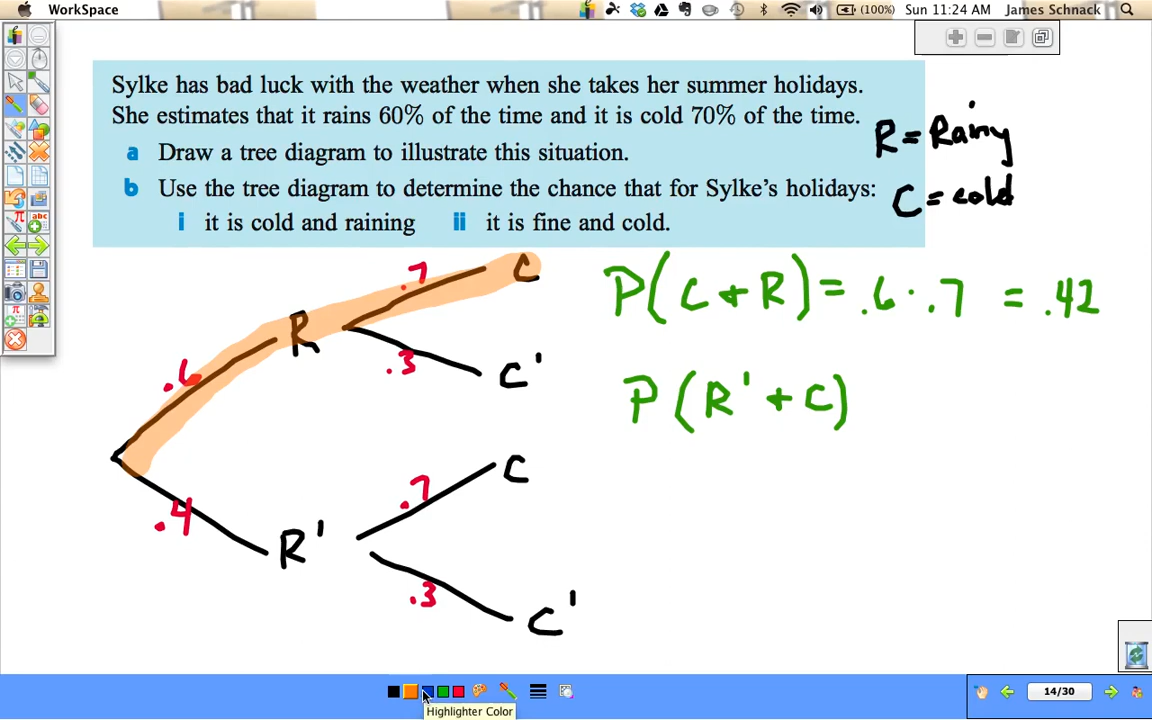 WorkSpace
(100%) Sun 11:24 AM James Schnack
Sylke has bad luck with the weather when she takes her summer holidays.
She estimates that it rains 60% of the time and it is cold 70% of the time.
a Draw a tree diagram to illustrate this situation.
b Use the tree diagram to determine the chance that for Sylke's holidays:
i it is cold and raining ii it is fine and cold.
R = Rainy
C = cold
.7 C
P(C + R) = .6 · .7 = .42
.6 R
.3 C'
P(R' + C)
.7 C
.4 R'
.3 C'
14/30
Highlighter Color
abc
π